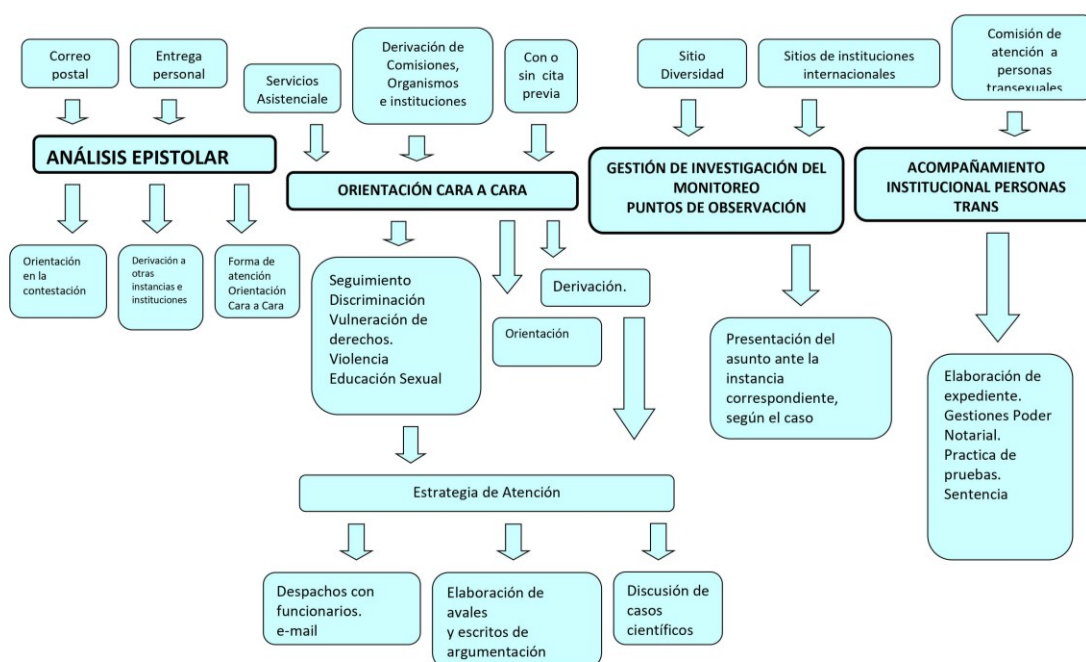 Correo
postal
Entrega
personal
Servicios
Asistenciale
Derivación de
Comisiones,
Organismos
e instituciones
Con o
sin cita
previa
Sitio
Diversidad
Sitios de instituciones
internacionales
Comisión de
atención a
personas
transexuales
ANÁLISIS EPISTOLAR
ORIENTACIÓN CARA A CARA
GESTIÓN DE INVESTIGACIÓN DEL
MONITOREO
PUNTOS DE OBSERVACIÓN
ACOMPAÑAMIENTO
INSTITUCIONAL PERSONAS
TRANS
Orientación
en la
contestación
Derivación a
otras
instancias e
instituciones
Forma de
atención
Orientación
Cara a Cara
Seguimiento
Discriminación
Vulneración de
derechos.
Violencia
Educación Sexual
Derivación.
Orientación
Presentación del
asunto ante la
instancia
correspondiente,
según el caso
Elaboración de
expediente.
Gestiones Poder
Notarial.
Practica de
pruebas.
Sentencia
Estrategia de Atención
Despachos con
funcionarios.
e-mail
Elaboración de
avales
y escritos de
argumentación
Discusión de
casos
científicos